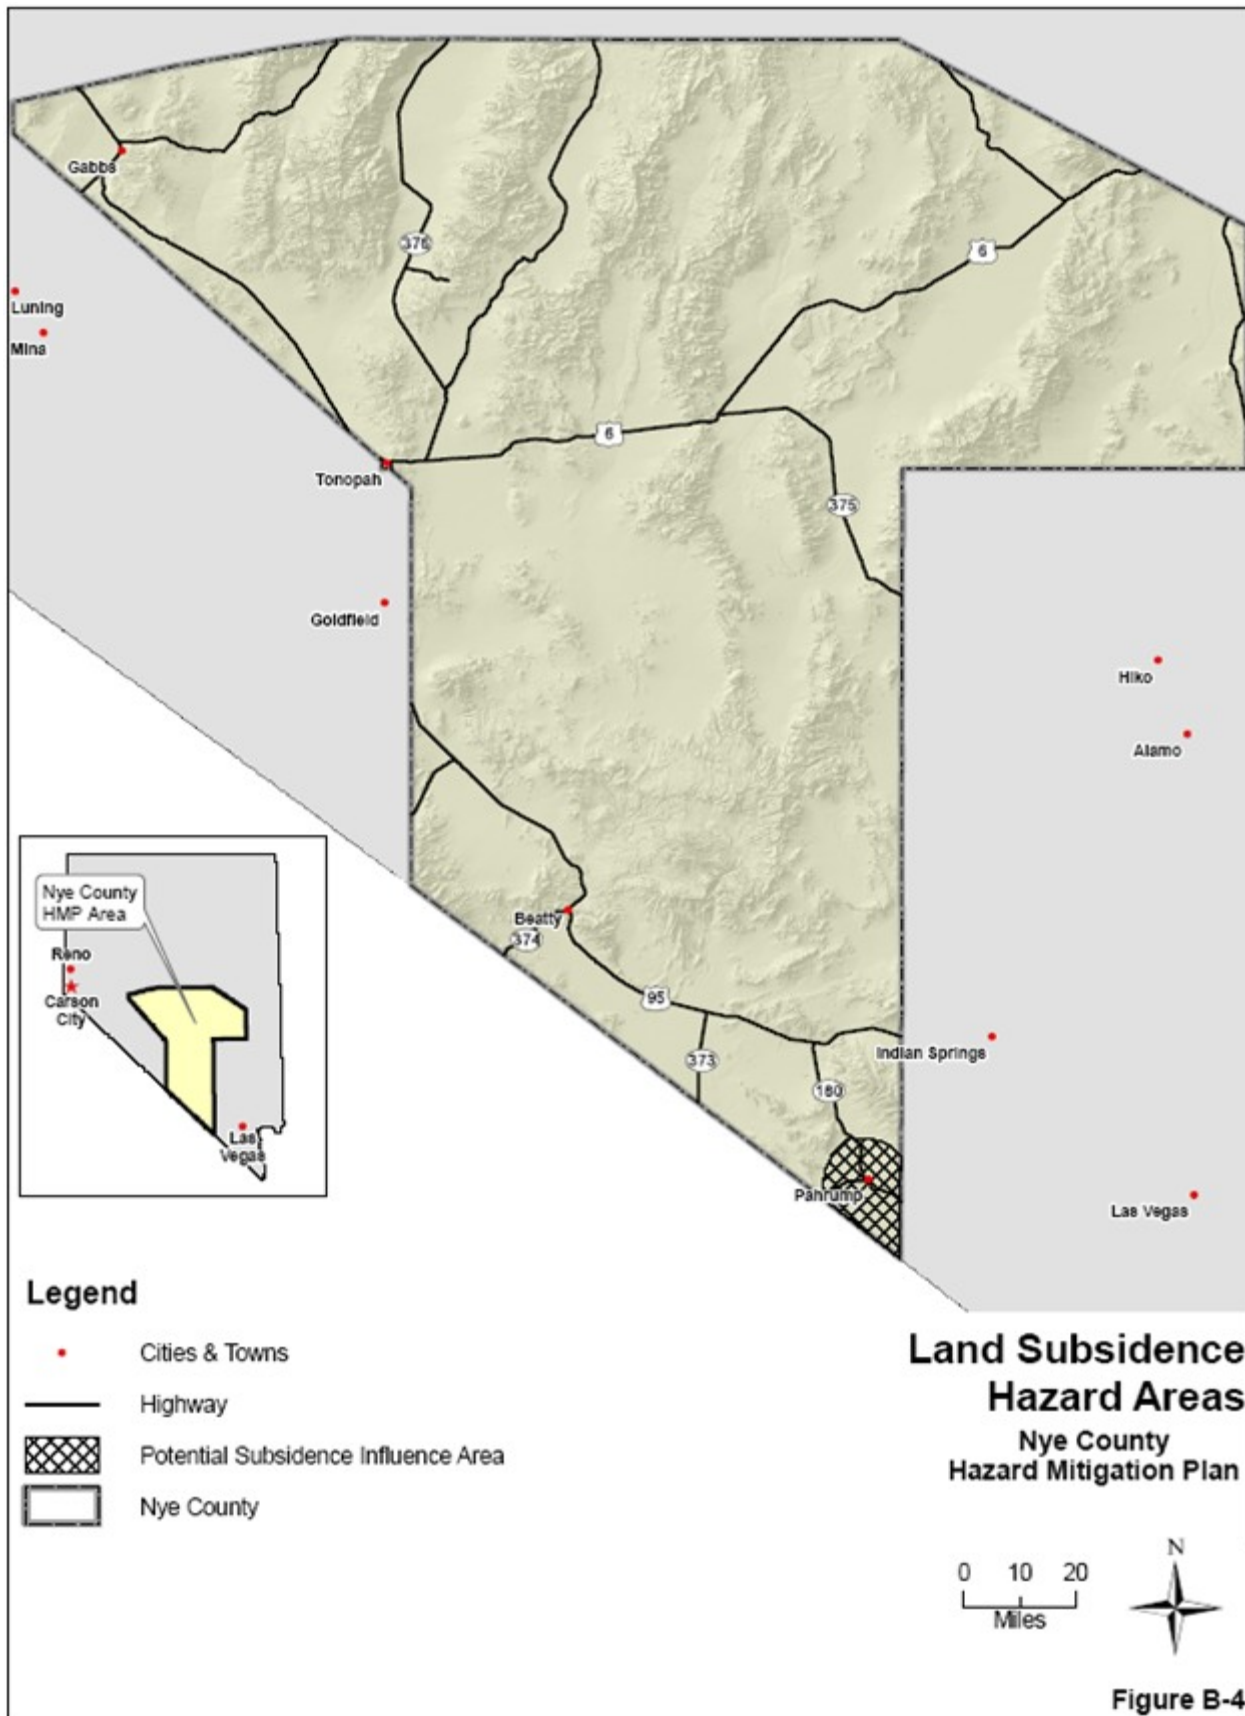 Gabbs
376
6
Luning
Mina
6
Tonopah
375
Goldfield
Hiko
Alamo
Nye County
HMP Area
Beatty
374
Reno
95
Carson
City
Indian Springs
373
160
Las
Vegas
Pahrump
Las Vegas
Legend
Cities & Towns
Highway
Potential Subsidence Influence Area
Nye County
Land Subsidence
Hazard Areas
Nye County
Hazard Mitigation Plan
N
0 10 20
Miles
Figure B-4